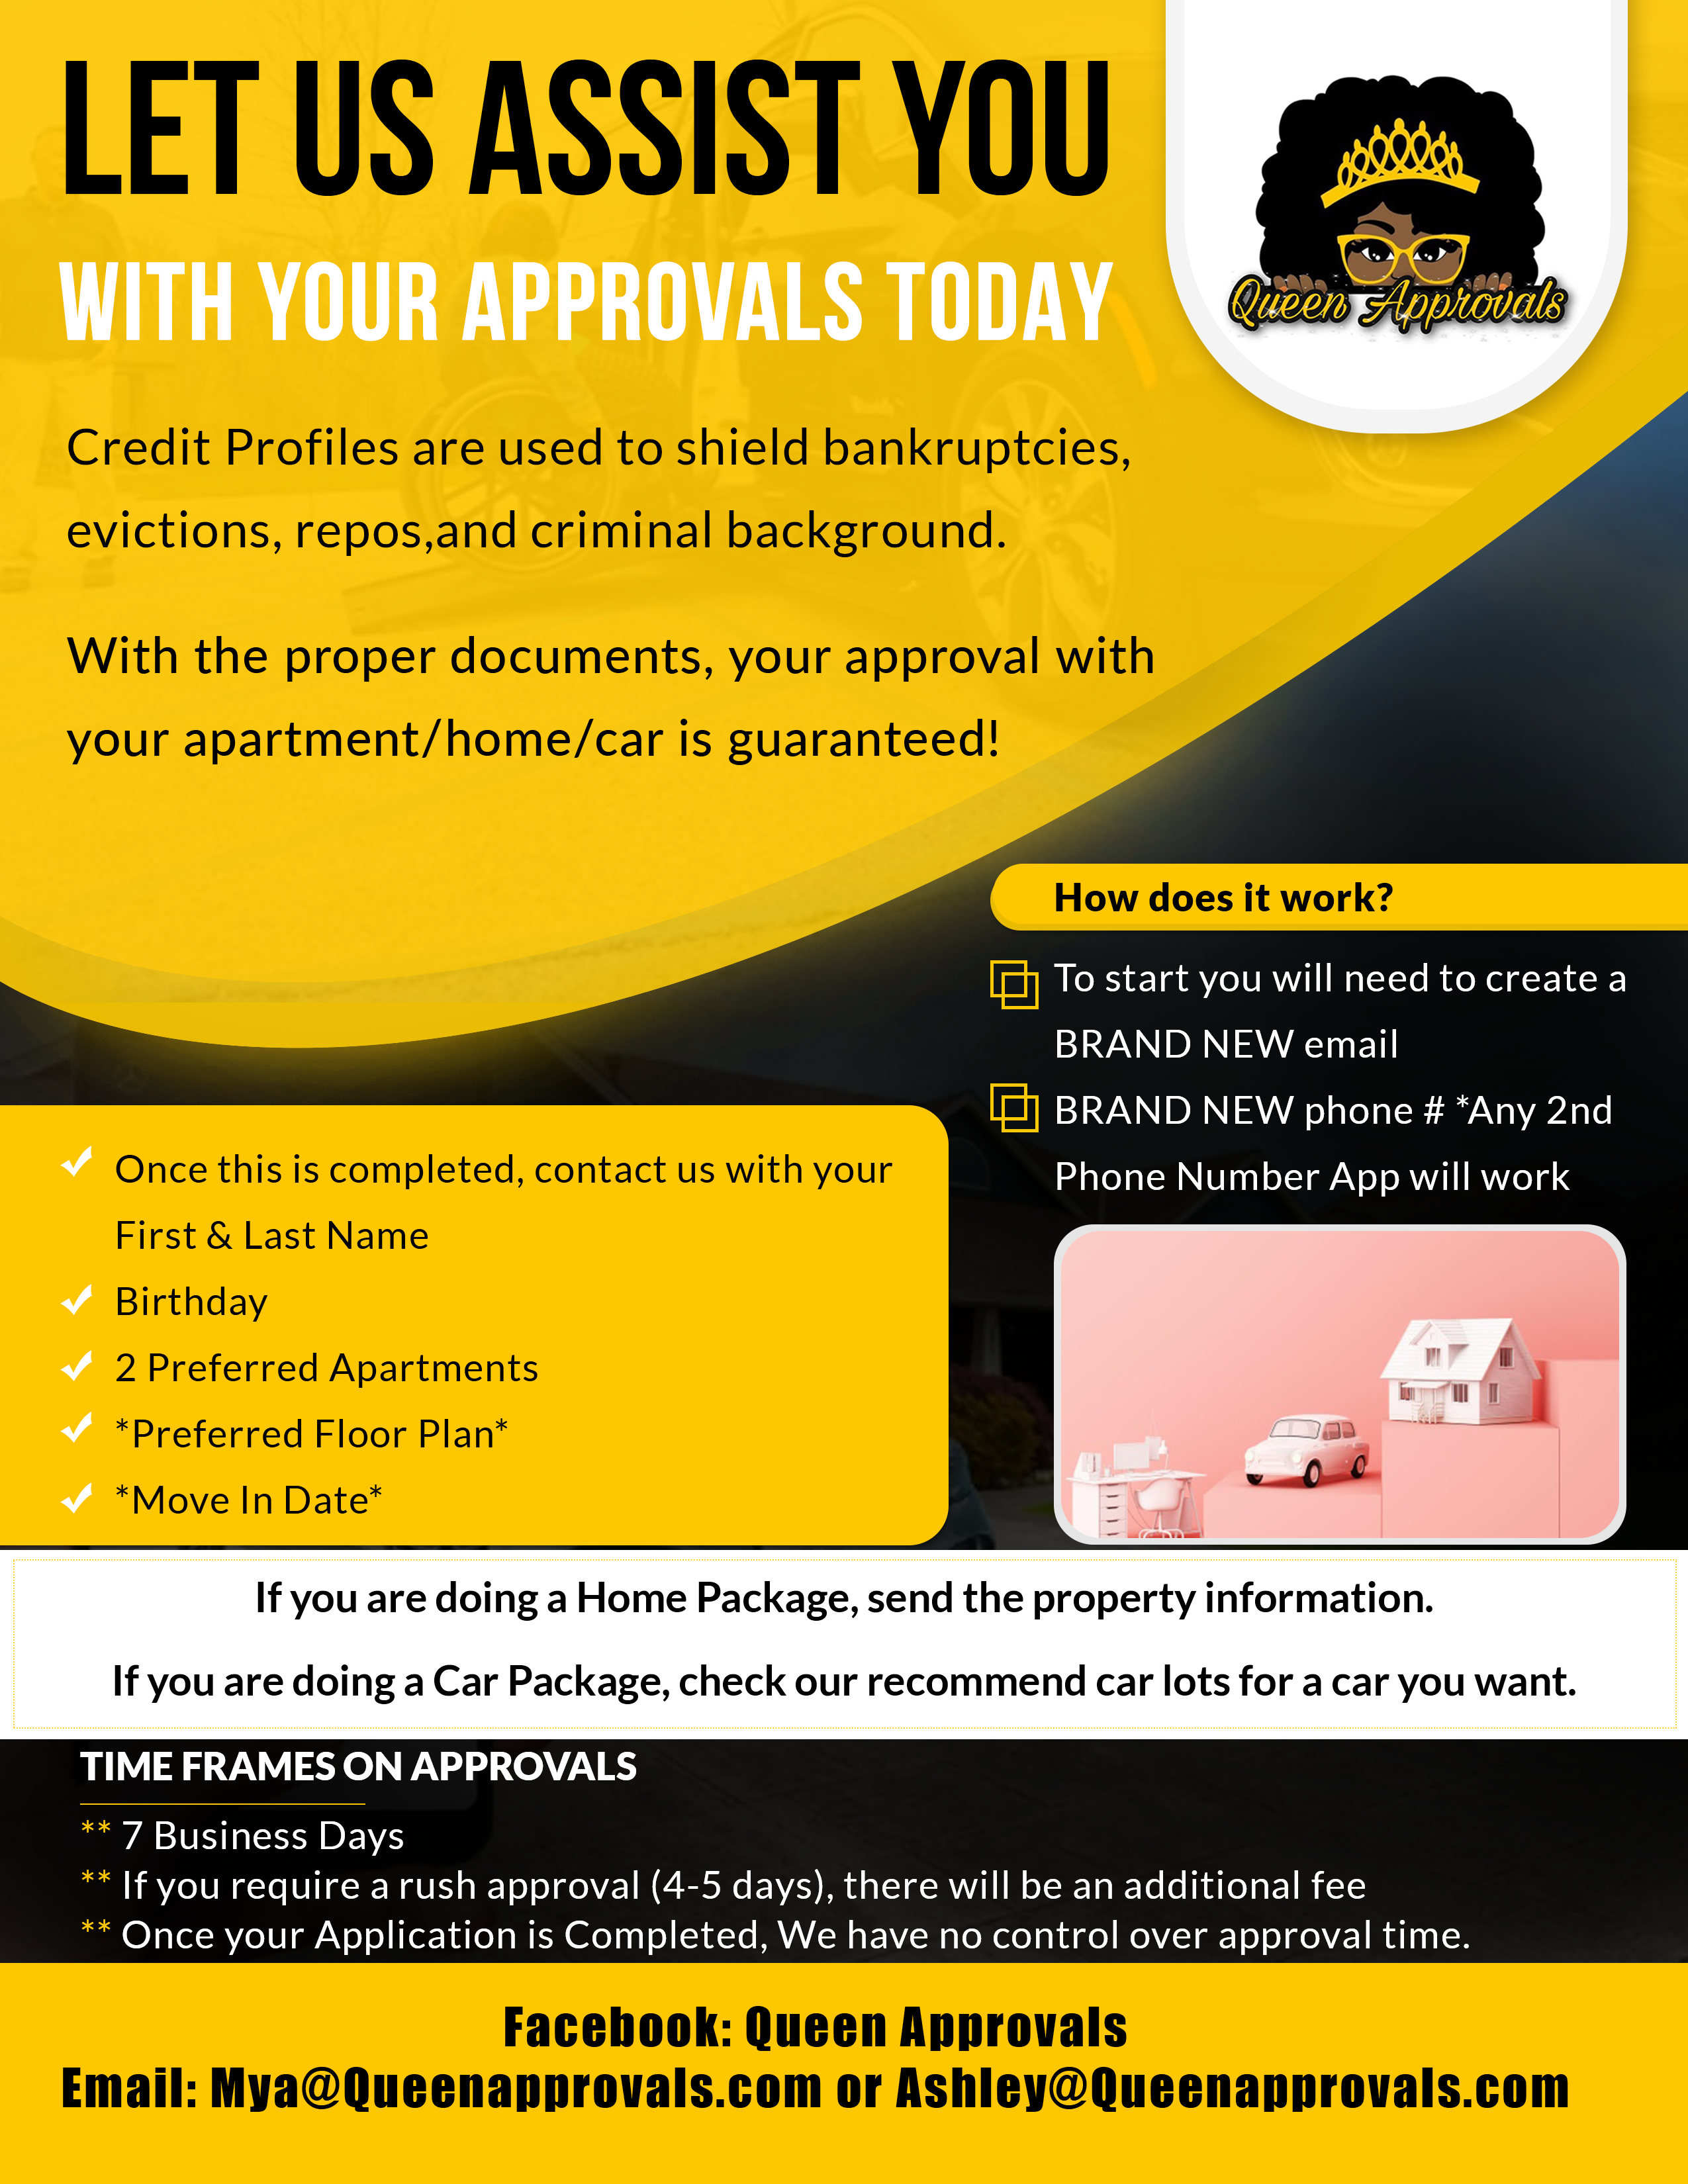 LET US ASSIST YOU
WITH YOUR APPROVALS TODAY
Queen Approvals
Credit Profiles are used to shield bankruptcies,
evictions, repos,and criminal background.
With the proper documents, your approval with
your apartment/home/car is guaranteed!
How does it work?
To start you will need to create a
BRAND NEW email
BRAND NEW phone # *Any 2nd
Phone Number App will work
Once this is completed, contact us with your
First & Last Name
Birthday
2 Preferred Apartments
*Preferred Floor Plan*
*Move In Date*
If you are doing a Home Package, send the property information.
If you are doing a Car Package, check our recommend car lots for a car you want.
TIME FRAMES ON APPROVALS
** 7 Business Days
** If you require a rush approval (4-5 days), there will be an additional fee
** Once your Application is Completed, We have no control over approval time.
Facebook: Queen Approvals
Email: Mya@Queenapprovals.com or Ashley@Queenapprovals.com